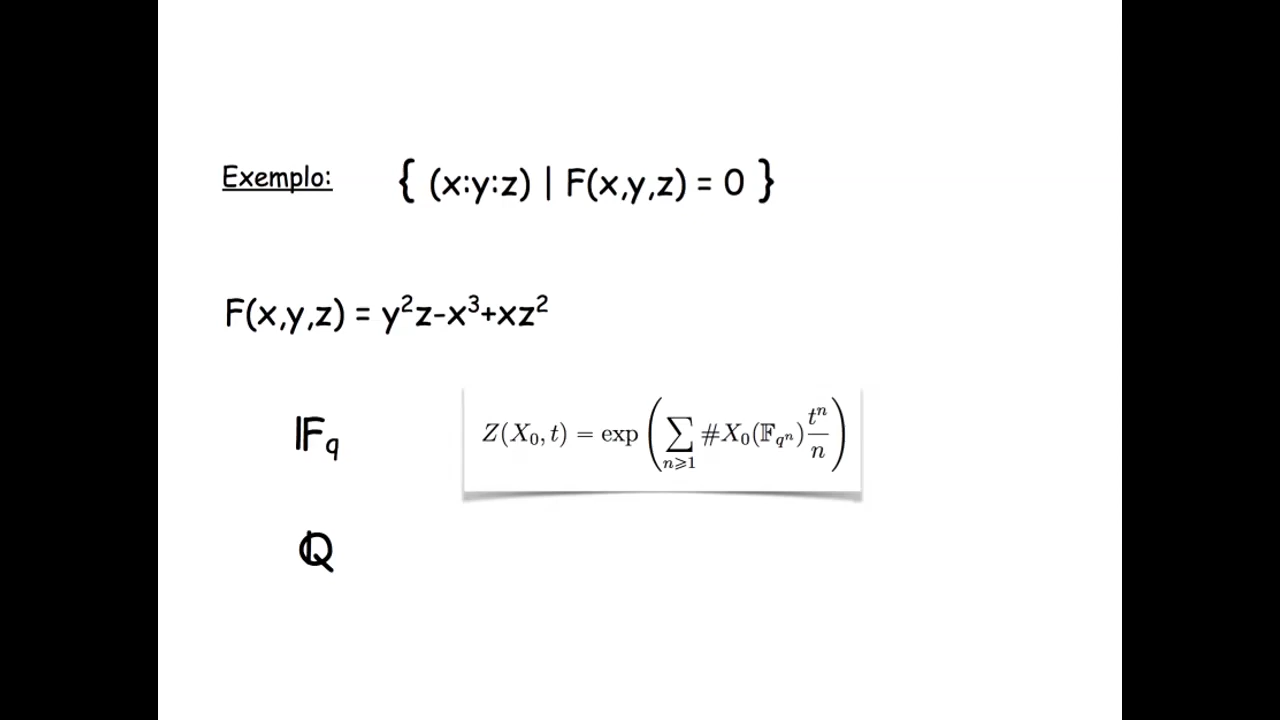 Exemplo: { (x:y:z) | F(x,y,z) = 0 }
F(x,y,z) = y²z-x³+xz²
𝔽q
Z(X₀, t) = exp ( ∑ₙ⩾₁ #X₀(𝔽_{qⁿ}) tⁿ/n )
ℚ